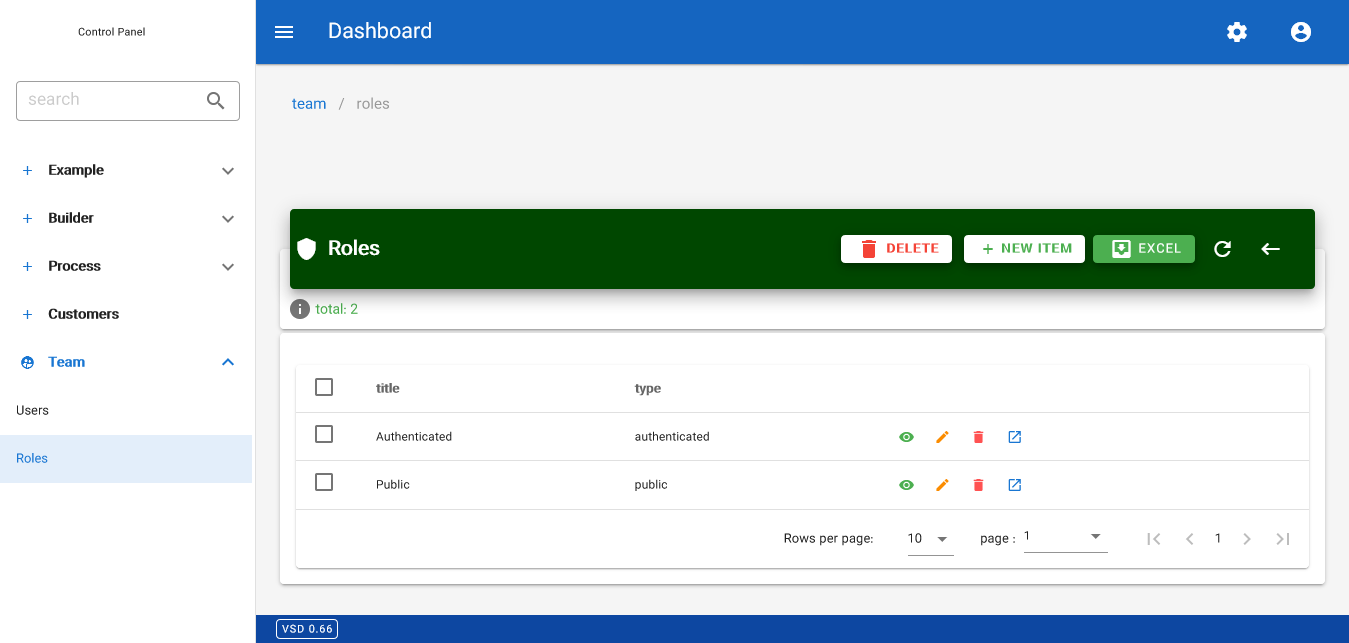 Control Panel
Dashboard
search
team / roles
Example
Builder
Process
Customers
Team
Users
Roles
Roles
DELETE
+ NEW ITEM
EXCEL
total: 2
title type
Authenticated authenticated
Public public
Rows per page: 10 page : 1 1
VSD 0.66